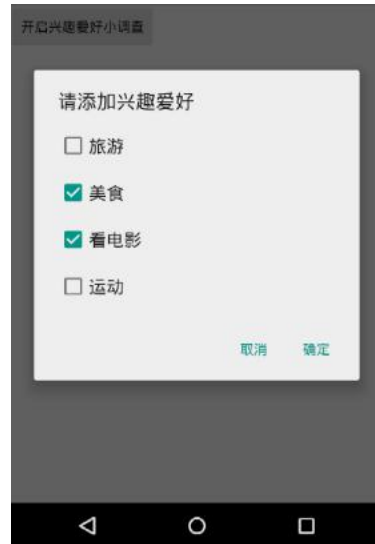 开启兴趣爱好小调查
请添加兴趣爱好
旅游
美食
看电影
运动
取消 确定